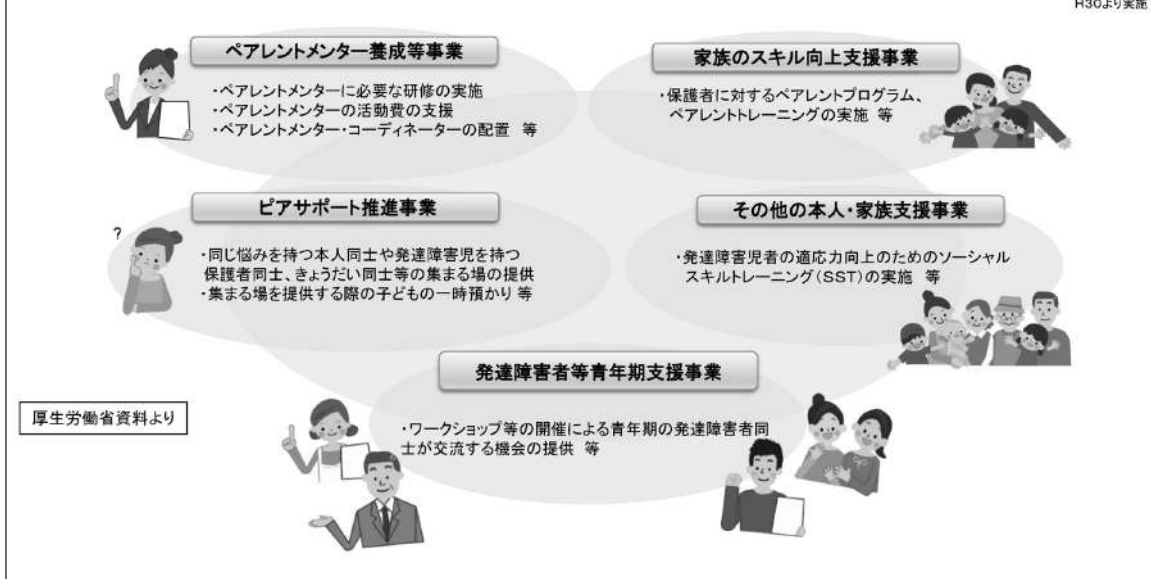 H30より実施
ペアレントメンター養成等事業
・ペアレントメンターに必要な研修の実施
・ペアレントメンターの活動費の支援
・ペアレントメンター・コーディネーターの配置 等
家族のスキル向上支援事業
・保護者に対するペアレントプログラム、
ペアレントトレーニングの実施 等
ピアサポート推進事業
?
・同じ悩みを持つ本人同士や発達障害児を持つ
保護者同士、きょうだい同士等の集まる場の提供
・集まる場を提供する際の子どもの一時預かり 等
その他の本人・家族支援事業
・発達障害児者の適応力向上のためのソーシャル
スキルトレーニング(SST)の実施 等
発達障害者等青年期支援事業
・ワークショップ等の開催による青年期の発達障害者同
士が交流する機会の提供 等
厚生労働省資料より